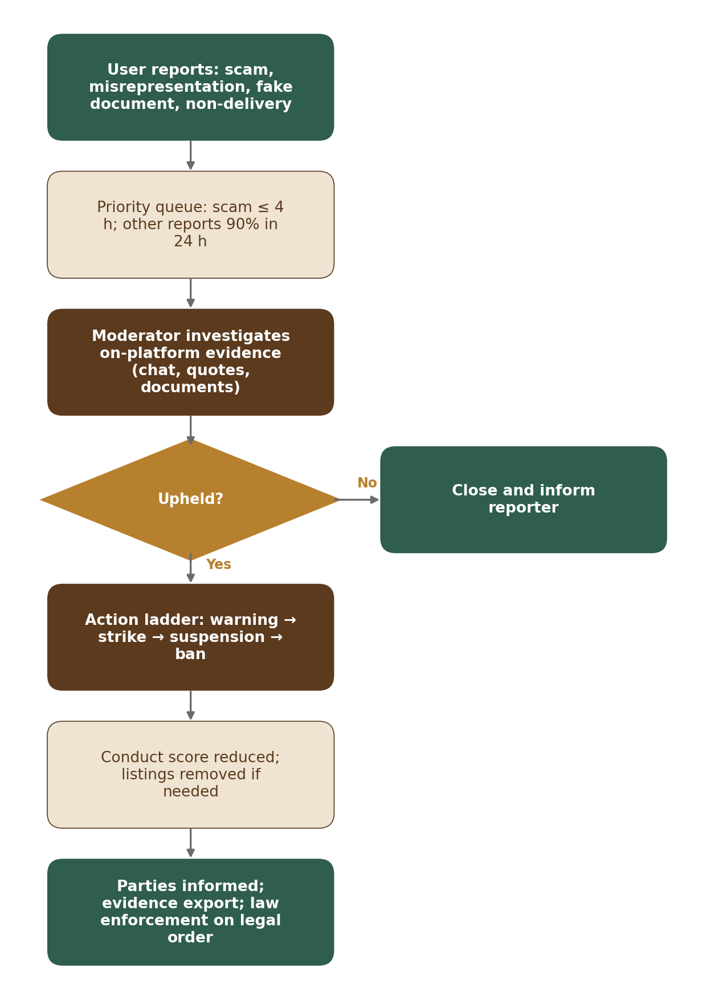 User reports: scam,
misrepresentation, fake
document, non-delivery
Priority queue: scam ≤ 4
h; other reports 90% in
24 h
Moderator investigates
on-platform evidence
(chat, quotes,
documents)
Upheld?
No
Close and inform
reporter
Yes
Action ladder: warning →
strike → suspension →
ban
Conduct score reduced;
listings removed if
needed
Parties informed;
evidence export; law
enforcement on legal
order